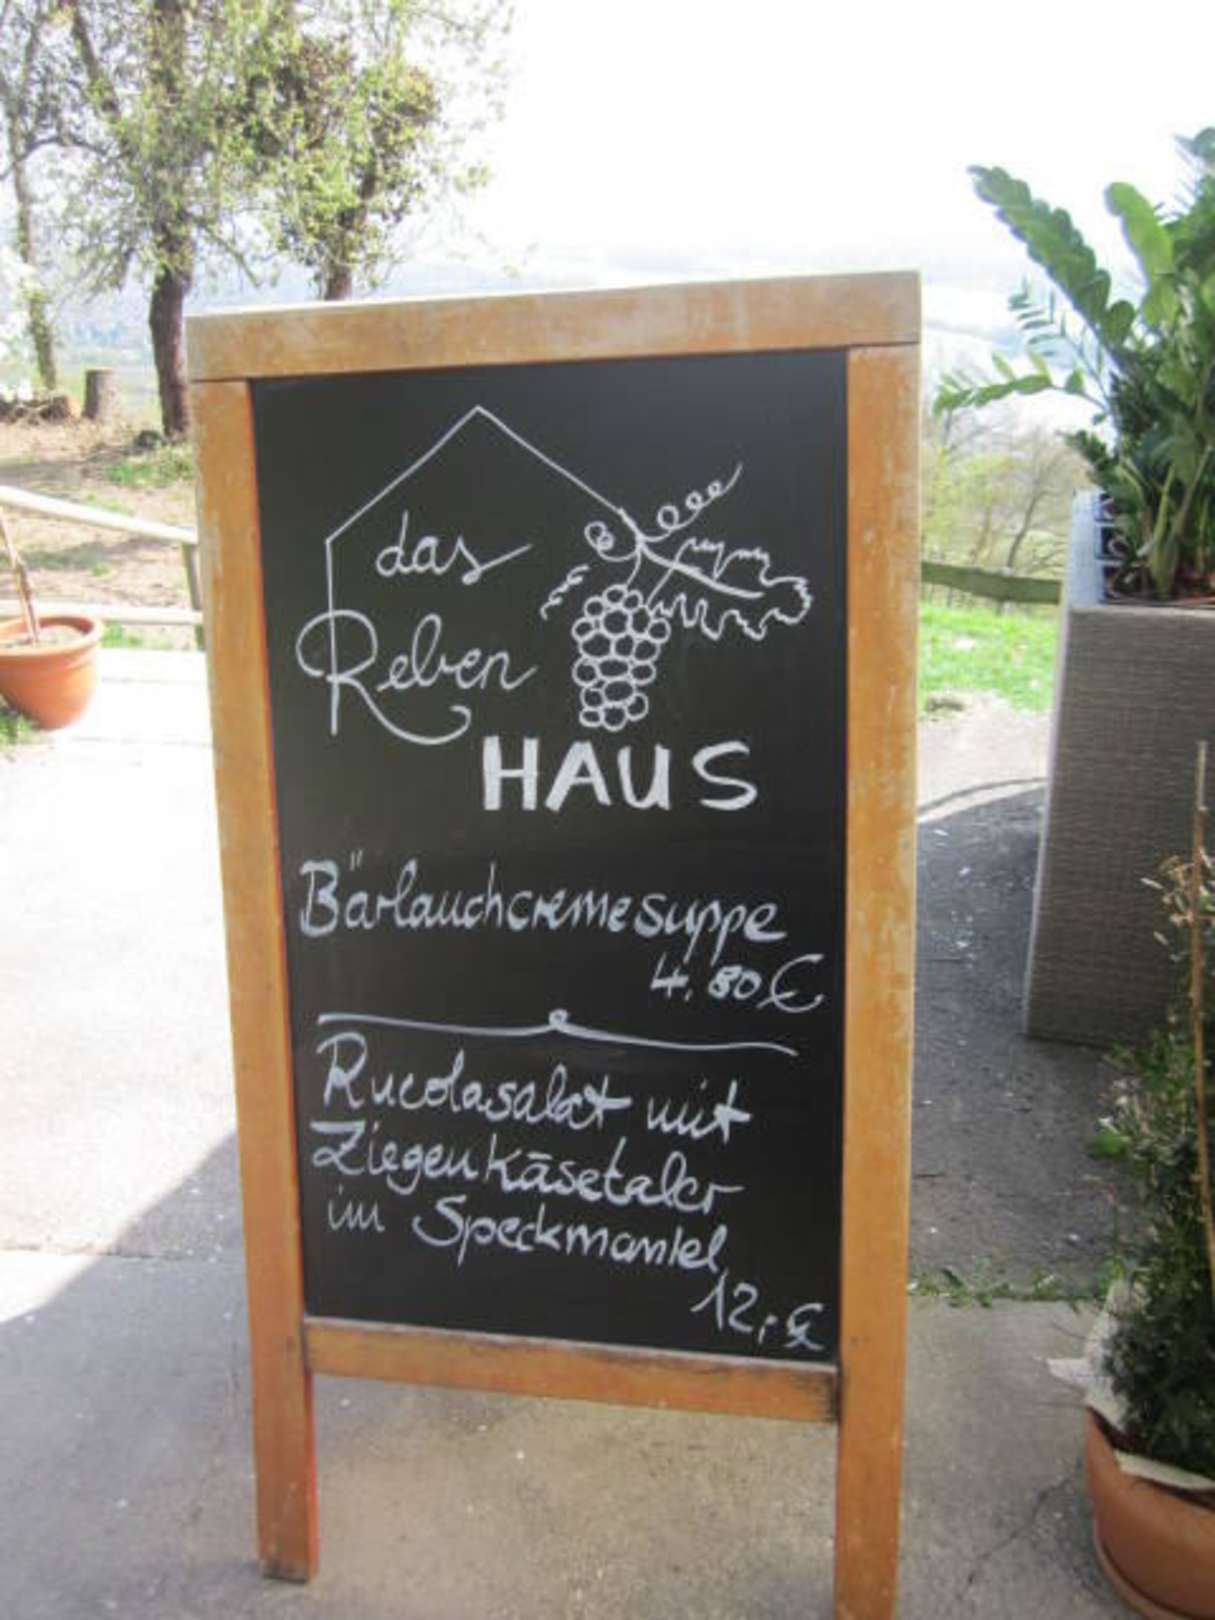 das
Reben
HAUS
Bärlauchcremesuppe
4.80€
Rucolasalat mit
Ziegenkäsetaler
im Speckmantel
12,-€